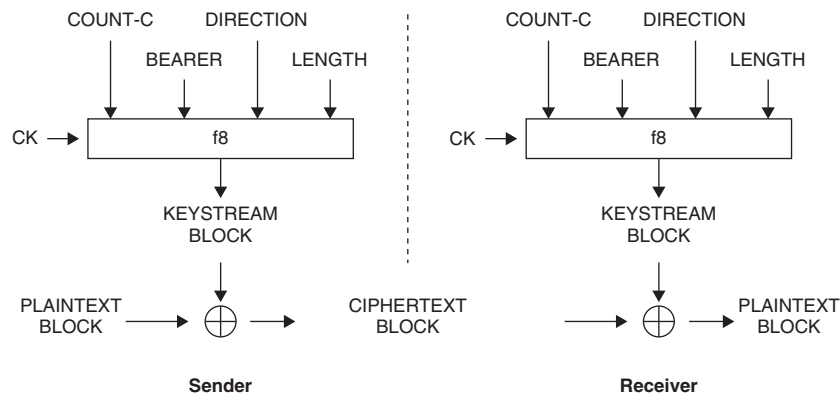 COUNT-C DIRECTION COUNT-C DIRECTION
BEARER LENGTH BEARER LENGTH
CK f8 CK f8
KEYSTREAM KEYSTREAM
BLOCK BLOCK
PLAINTEXT CIPHERTEXT PLAINTEXT
BLOCK BLOCK BLOCK
Sender Receiver